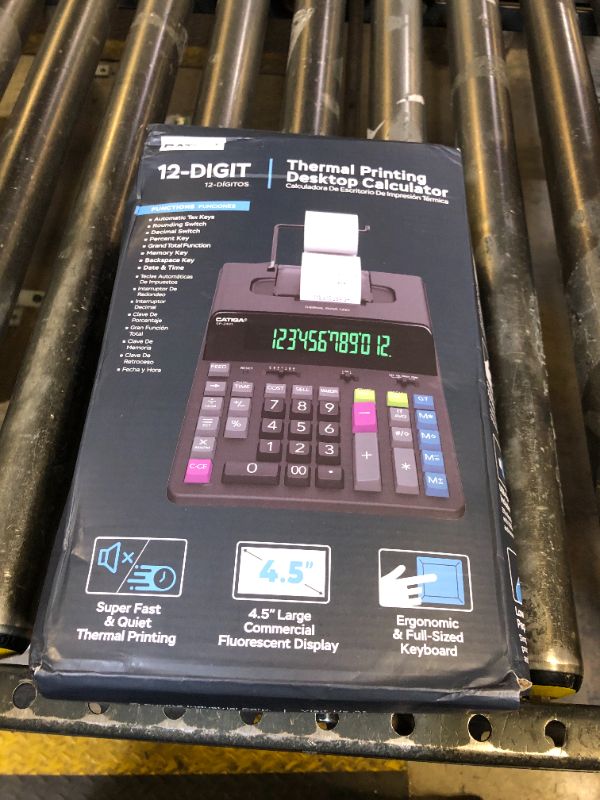 12-DIGIT
12-DÍGITOS
Thermal Printing
Desktop Calculator
Calculadora De Escritorio De Impresión Térmica
FUNCTIONS FUNCIONES
Automatic Tax Keys
Rounding Switch
Decimal Switch
Percent Key
Grand Total Function
Memory Key
Backspace Key
Date & Time
Teclas Automáticas
De Impuestos
Interruptor De
Redondeo
Interruptor
Decimal
Clave De
Porcentaje
Gran Función
Total
Clave De
Memoria
Clave De
Retroceso
Fecha y Hora
CATIGA
123456789012.
FEED
TIME COST SELL
7 8 9
GT
+/- 4 5 6
M*
% 1 2 3 + #/◇
M◇
C·CE 0 00 • *
M=
M±
4.5"
Super Fast
& Quiet
Thermal Printing
4.5" Large
Commercial
Fluorescent Display
Ergonomic
& Full-Sized
Keyboard